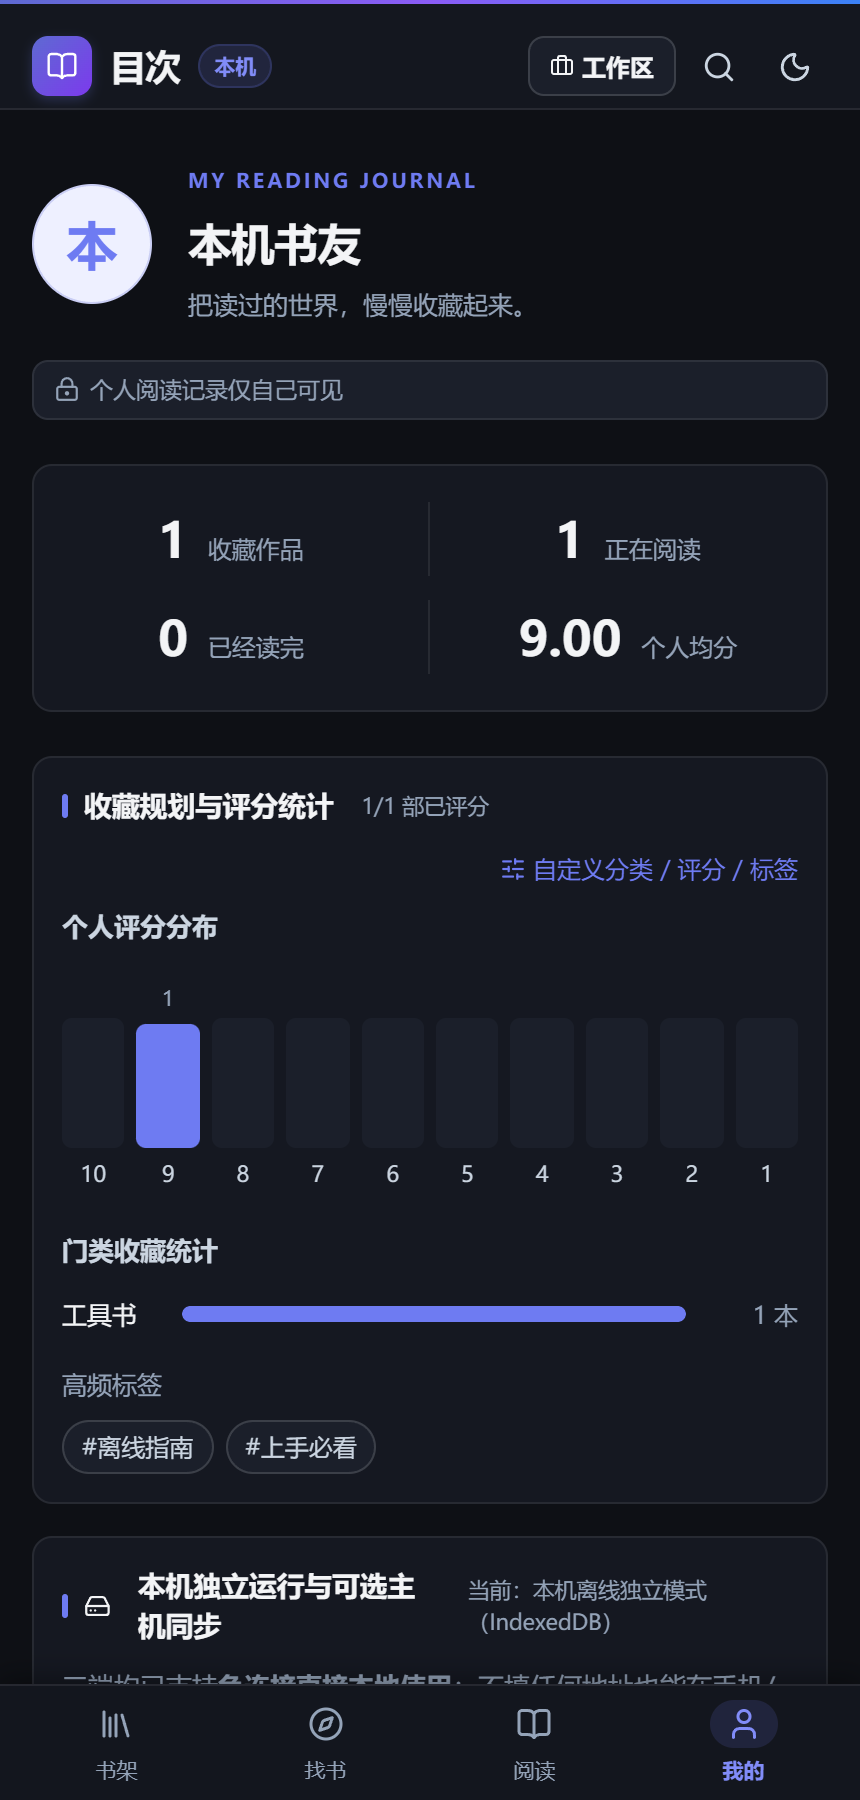 目次
本机
工作区
MY READING JOURNAL
本
本机书友
把读过的世界，慢慢收藏起来。
个人阅读记录仅自己可见
1 收藏作品
1 正在阅读
0 已经读完
9.00 个人均分
收藏规划与评分统计 1/1 部已评分
自定义分类 / 评分 / 标签
个人评分分布
1
10 9 8 7 6 5 4 3 2 1
门类收藏统计
工具书 1 本
高频标签
#离线指南 #上手必看
本机独立运行与可选主
机同步
当前：本机离线独立模式
（IndexedDB）
书架 找书 阅读 我的